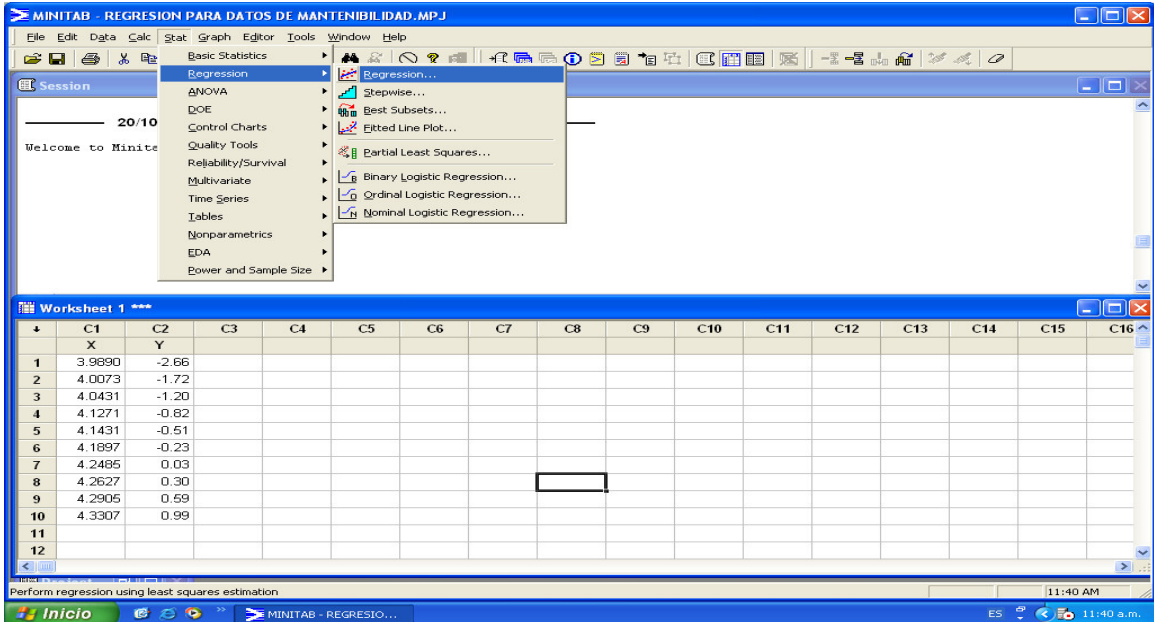 MINITAB - REGRESION PARA DATOS DE MANTENIBILIDAD.MPJ
File Edit Data Calc Stat Graph Editor Tools Window Help
Session
20/10
Welcome to Minita
Basic Statistics
Regression
ANOVA
DOE
Control Charts
Quality Tools
Reliability/Survival
Multivariate
Time Series
Tables
Nonparametrics
EDA
Power and Sample Size
Regression...
Stepwise...
Best Subsets...
Fitted Line Plot...
Partial Least Squares...
Binary Logistic Regression...
Ordinal Logistic Regression...
Nominal Logistic Regression...
Worksheet 1 ***
C1 C2 C3 C4 C5 C6 C7 C8 C9 C10 C11 C12 C13 C14 C15 C16
X Y
1 3.9890 -2.66
2 4.0073 -1.72
3 4.0431 -1.20
4 4.1271 -0.82
5 4.1431 -0.51
6 4.1897 -0.23
7 4.2485 0.03
8 4.2627 0.30
9 4.2905 0.59
10 4.3307 0.99
11
12
Perform regression using least squares estimation 11:40 AM
Inicio MINITAB - REGRESIO... ES 11:40 a.m.